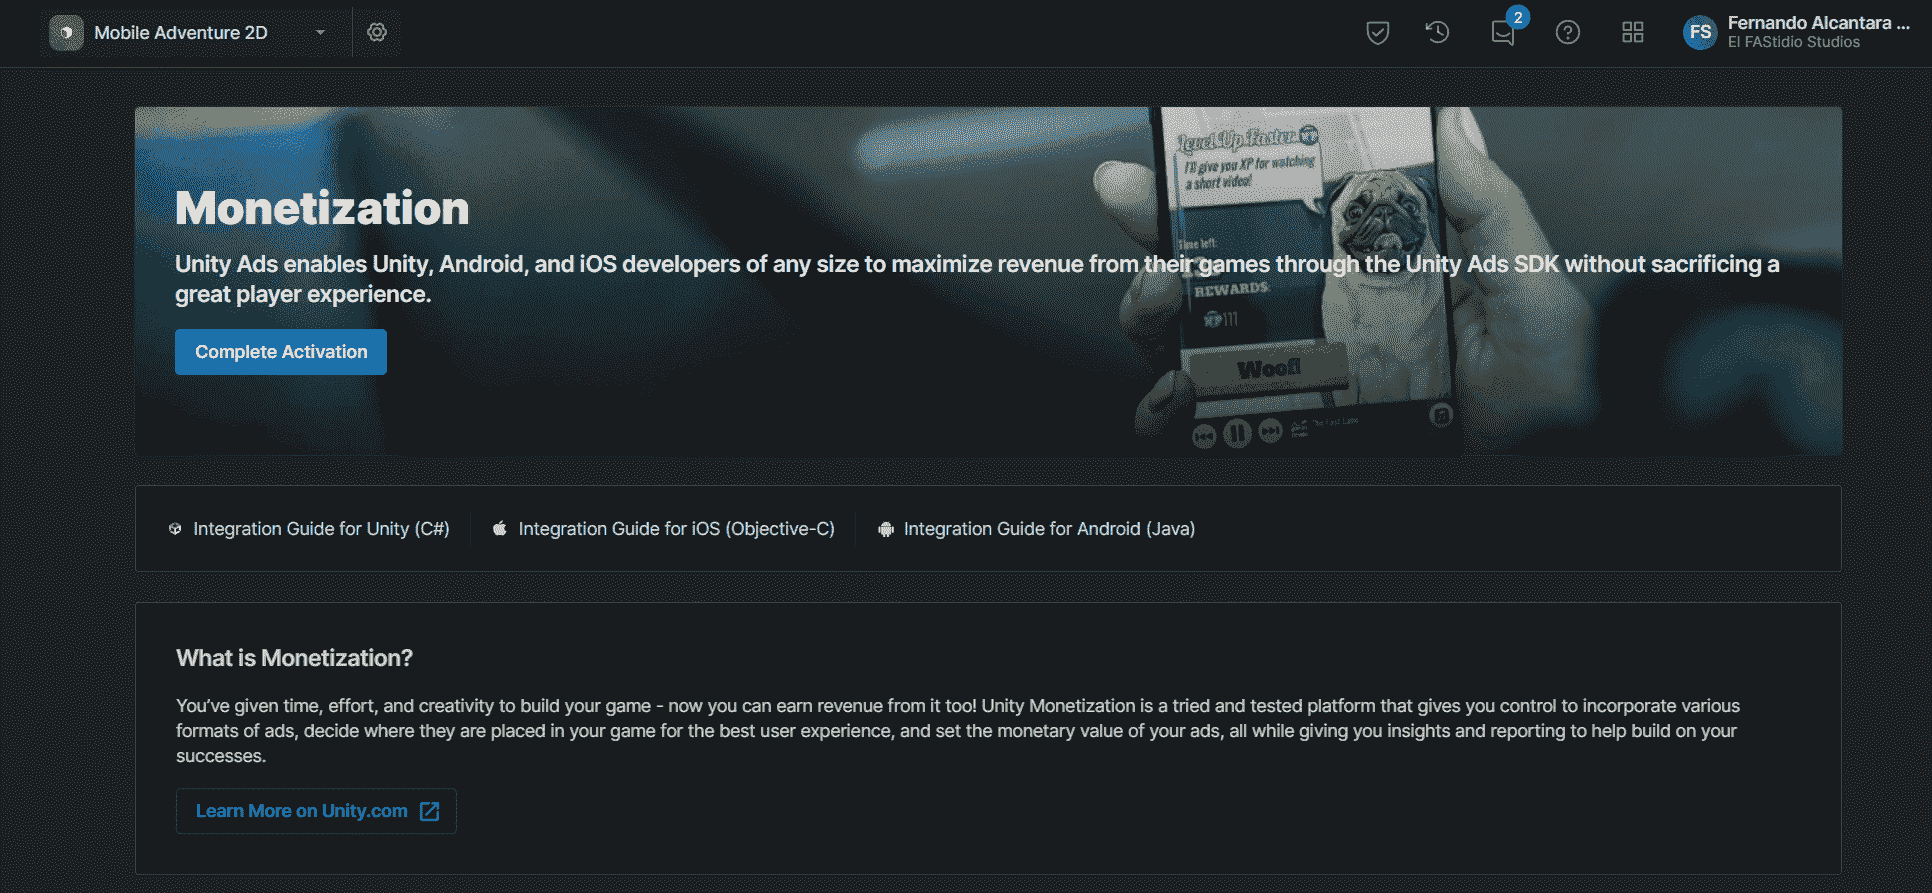 Mobile Adventure 2D
2
FS
Fernando Alcantara ...
El FAStidio Studios
Level Up Faster
I'll give you XP for watching
a short video!
Monetization
Time left:
Unity Ads enables Unity, Android, and iOS developers of any size to maximize revenue from their games through the Unity Ads SDK without sacrificing a
great player experience.
REWARDS:
XP 111
Complete Activation
Woof!
The Fast Lane
Integration Guide for Unity (C#)
Integration Guide for iOS (Objective-C)
Integration Guide for Android (Java)
What is Monetization?
You've given time, effort, and creativity to build your game - now you can earn revenue from it too! Unity Monetization is a tried and tested platform that gives you control to incorporate various
formats of ads, decide where they are placed in your game for the best user experience, and set the monetary value of your ads, all while giving you insights and reporting to help build on your
successes.
Learn More on Unity.com